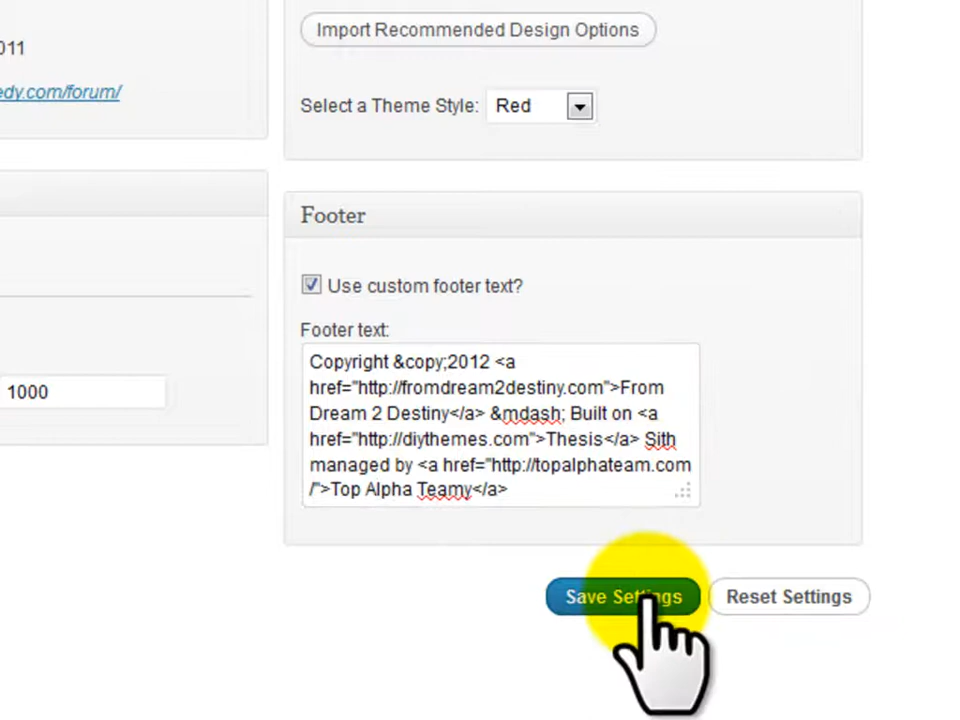 Import Recommended Design Options
011
edy.com/forum/
Select a Theme Style: Red
Footer
Use custom footer text?
Footer text:
Copyright &copy;2012 <a
href="http://fromdream2destiny.com">From
Dream 2 Destiny</a> &mdash; Built on <a
href="http://diythemes.com">Thesis</a> Sith
managed by <a href="http://topalphateam.com
/">Top Alpha Teamy</a>
1000
Save Settings
Reset Settings